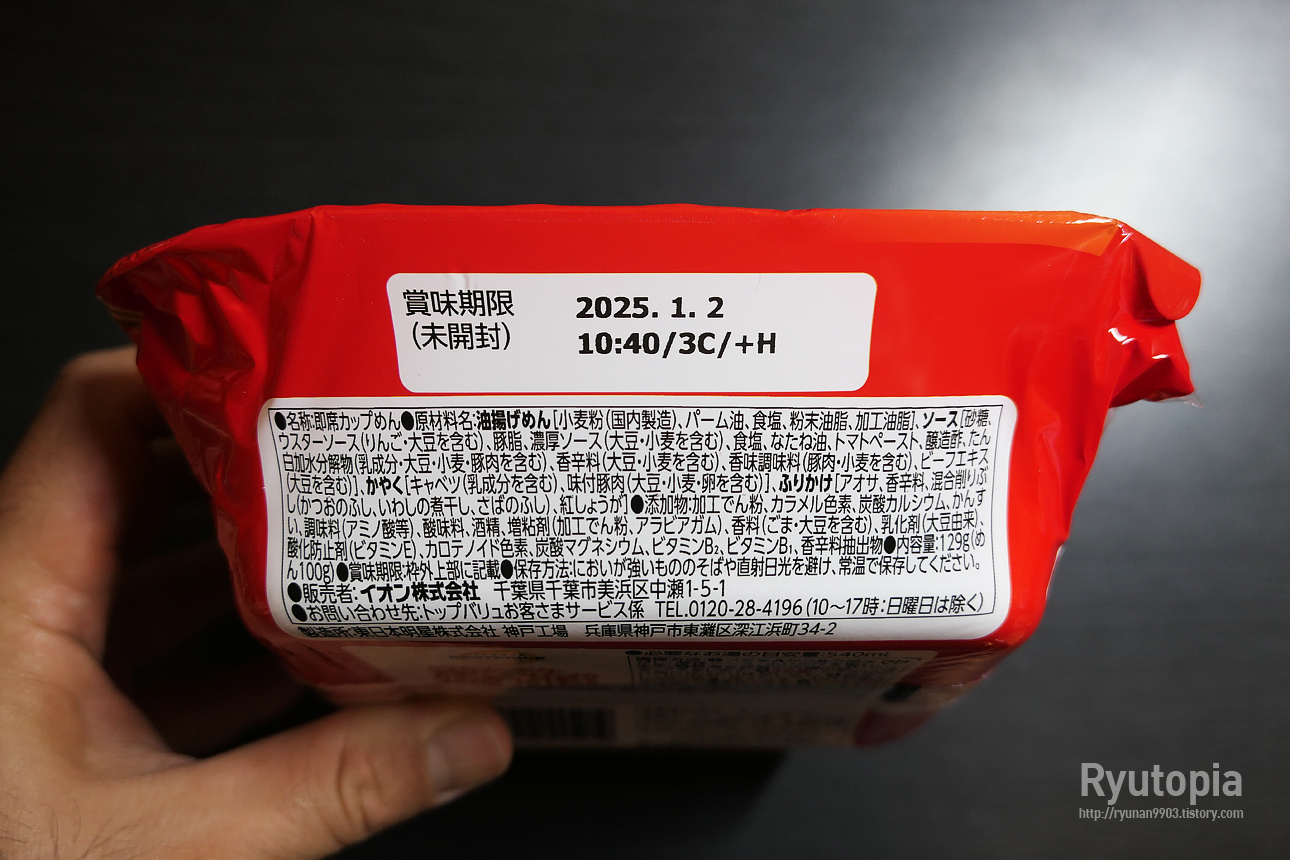 賞味期限
(未開封)
2025. 1. 2
10:40/3C/+H
●名称:即席カップめん●原材料名:油揚げめん[小麦粉(国内製造)、パーム油、食塩、粉末油脂、加工油脂]、ソース[砂糖、
ウスターソース(りんご・大豆を含む)、豚脂、濃厚ソース(大豆・小麦を含む)、食塩、なたね油、トマトペースト、醸造酢、たん
白加水分解物(乳成分・大豆・小麦・豚肉を含む)、香辛料(大豆・小麦を含む)、香味調味料(豚肉・小麦を含む)、ビーフエキス
(大豆を含む)]、かやく[キャベツ(乳成分を含む)、味付豚肉(大豆・小麦・卵を含む)]、ふりかけ[アオサ、香辛料、混合削りぶ
し(かつおのふし、いわしの煮干し、さばのふし)、紅しょうが]●添加物:加工でん粉、カラメル色素、炭酸カルシウム、かんす
い、調味料(アミノ酸等)、酸味料、酒精、増粘剤(加工でん粉、アラビアガム)、香料(ごま・大豆を含む)、乳化剤(大豆由来)、
酸化防止剤(ビタミンE)、カロテノイド色素、炭酸マグネシウム、ビタミンB₂、ビタミンB₁、香辛料抽出物●内容量:129g(め
ん100g)●賞味期限:枠外上部に記載●保存方法:においが強いもののそばや直射日光を避け、常温で保存してください。
●販売者:イオン株式会社 千葉県千葉市美浜区中瀬1-5-1
●お問い合わせ先:トップバリュお客さまサービス係 TEL.0120-28-4196(10～17時:日曜日は除く)
製造所:東日本明星株式会社 神戸工場 兵庫県神戸市東灘区深江浜町34-2
●必要なお湯の目安量:540ml
Ryutopia
http://ryunan9903.tistory.com